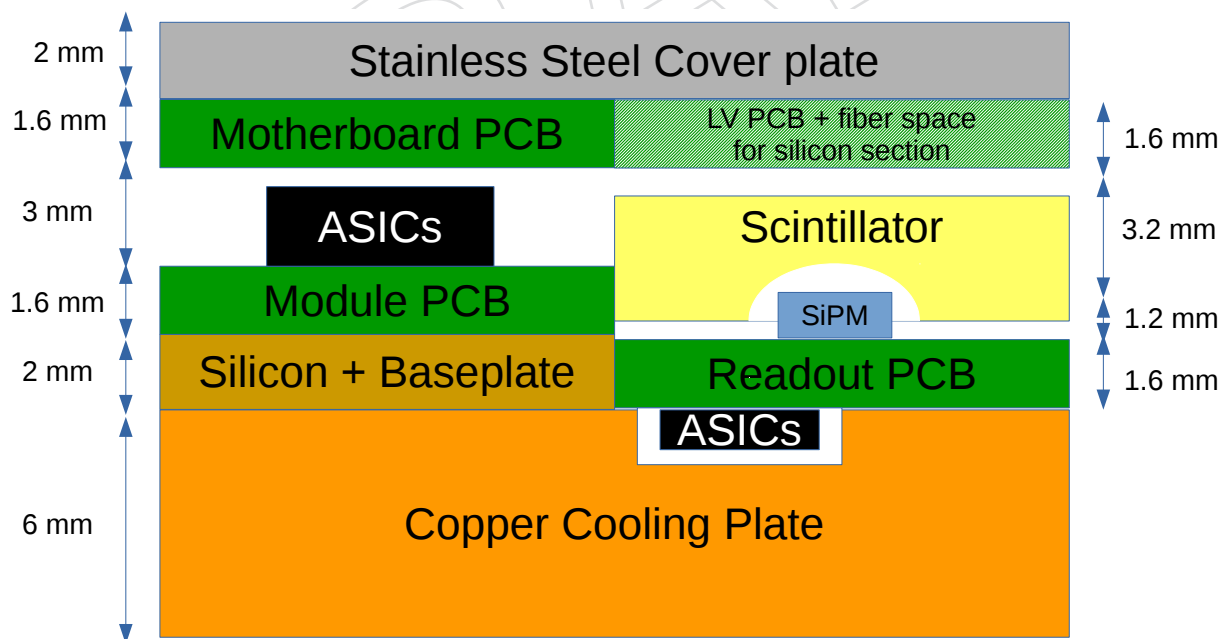 Stainless Steel Cover plate
2 mm
1.6 mm
Motherboard PCB
LV PCB + fiber space
for silicon section
1.6 mm
3 mm
ASICs
Scintillator
3.2 mm
1.6 mm
Module PCB
SiPM
1.2 mm
2 mm
Silicon + Baseplate
Readout PCB
1.6 mm
ASICs
6 mm
Copper Cooling Plate